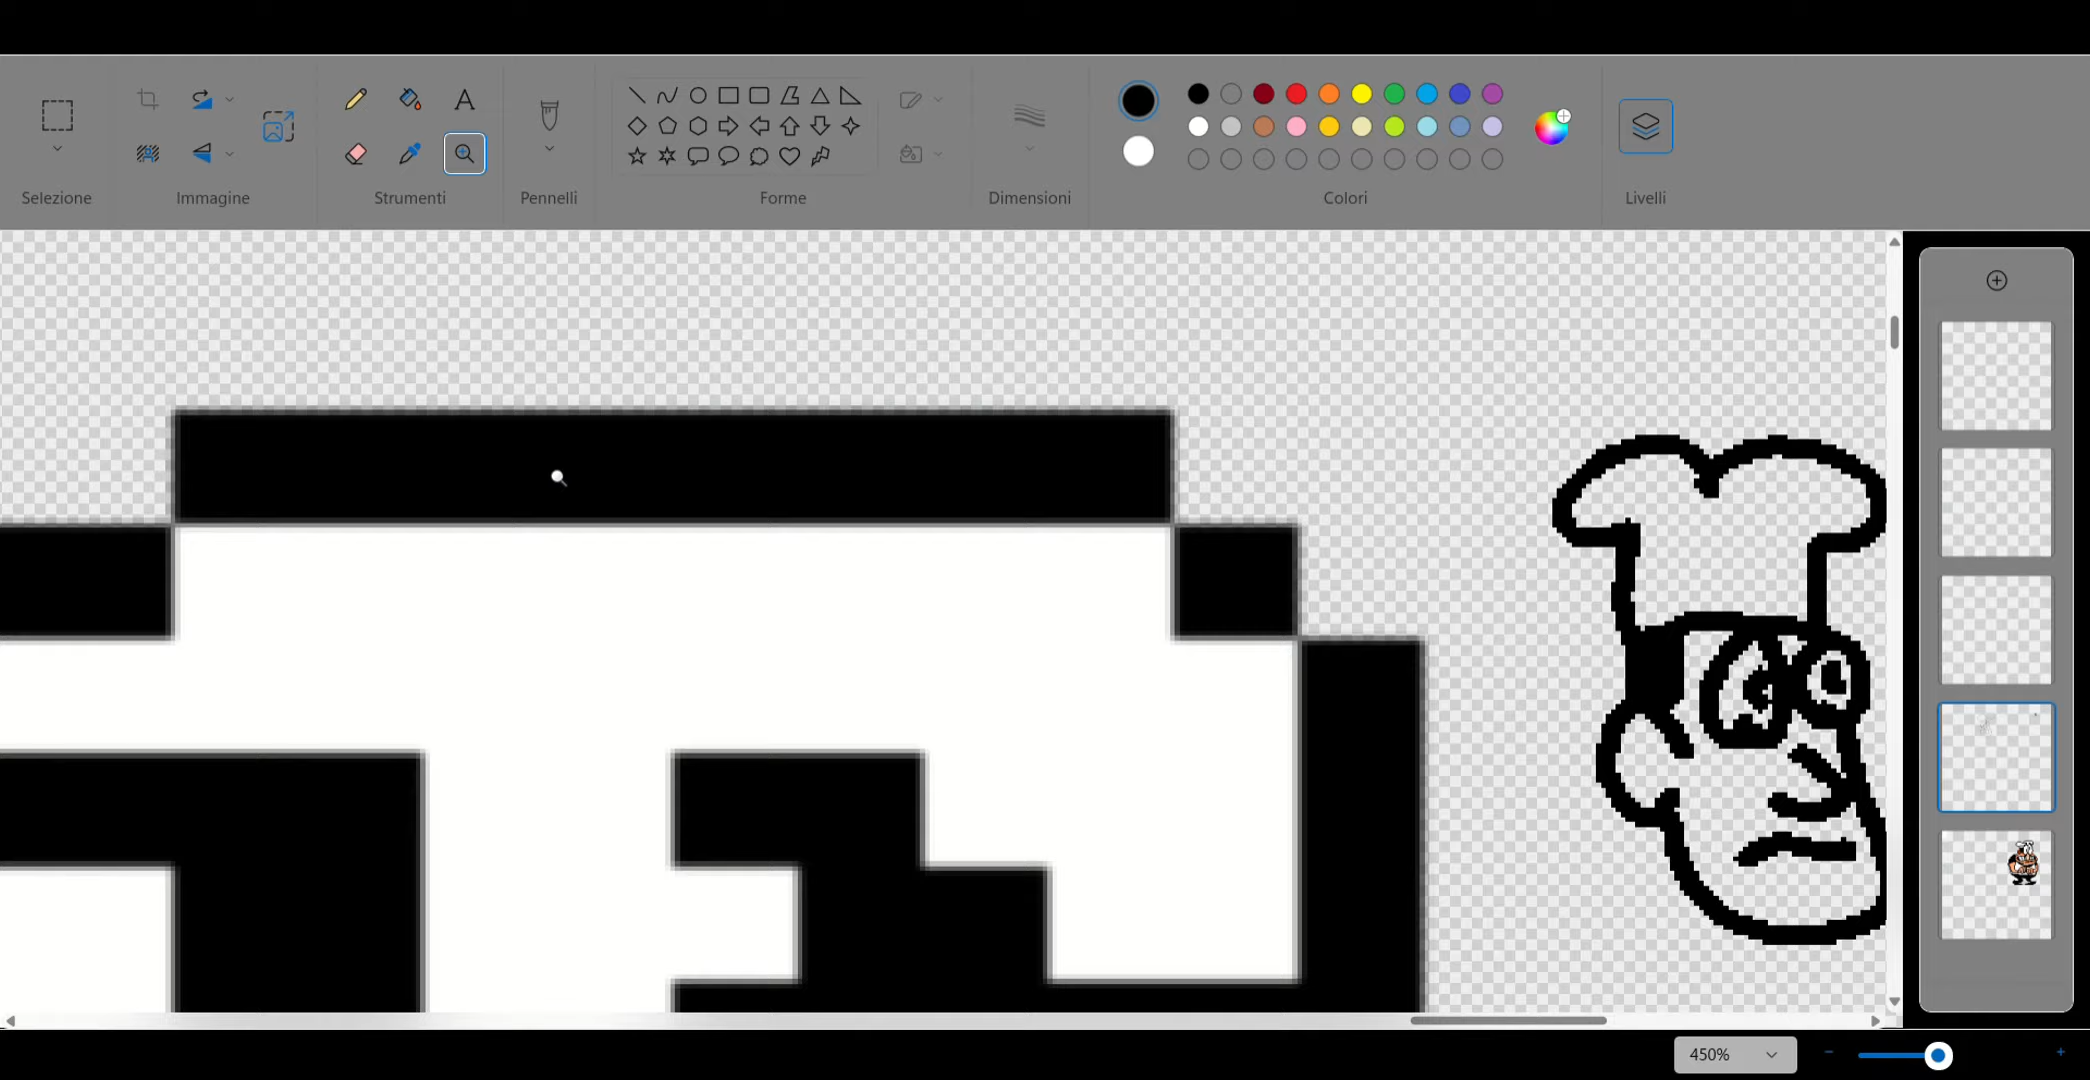 Selezione
Immagine
Strumenti
Pennelli
Forme
Dimensioni
Colori
Livelli
450%